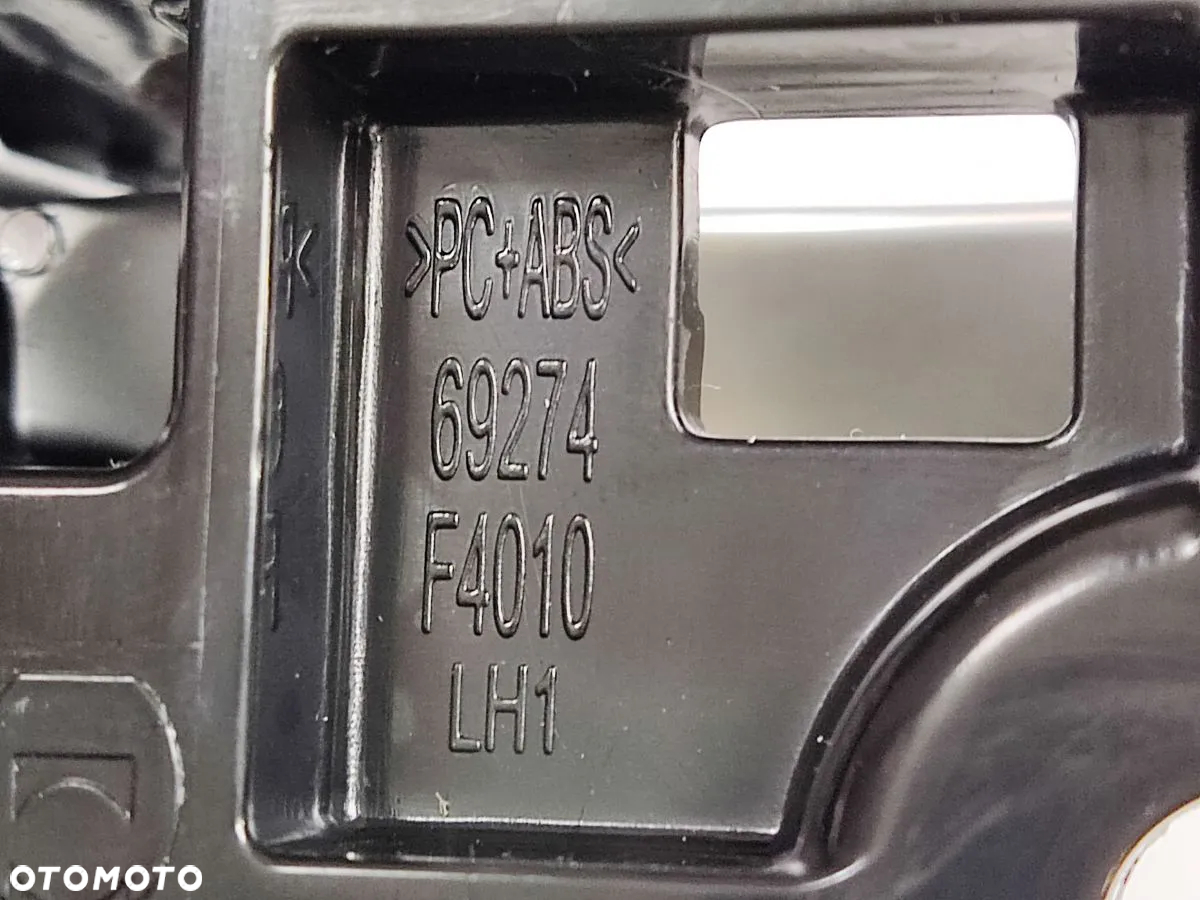 >PC+ABS<
69274
F4010
LH1
OTOMOTO